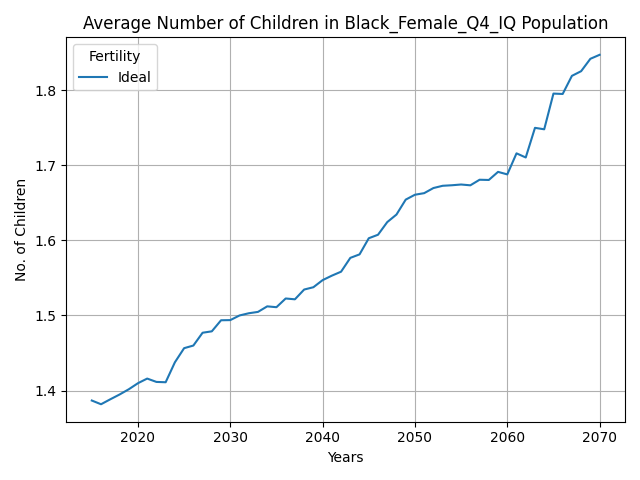 Average Number of Children in Black_Female_Q4_IQ Population
Fertility
Ideal
No. of Children
1.8
1.7
1.6
1.5
1.4
2020 2030 2040 2050 2060 2070
Years